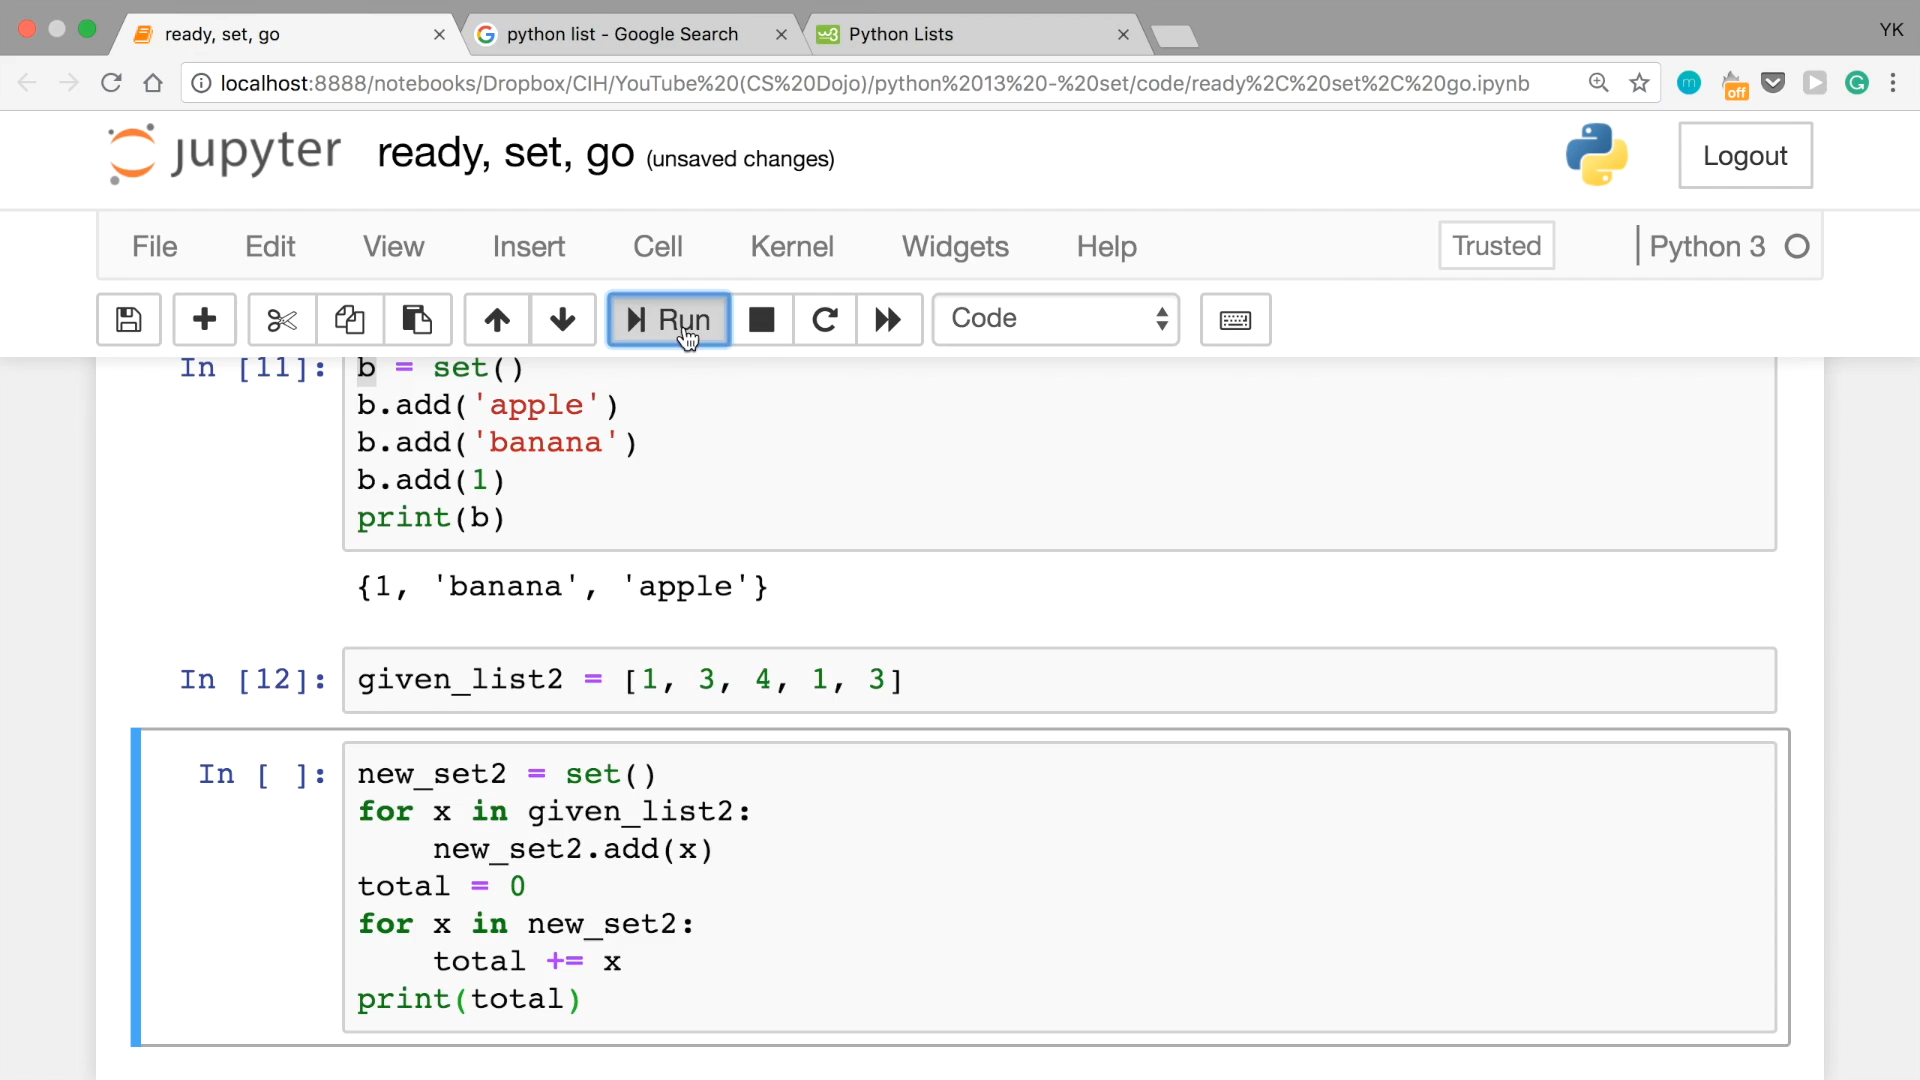 ready, set, go
python list - Google Search
Python Lists
YK
localhost:8888/notebooks/Dropbox/CIH/YouTube%20(CS%20Dojo)/python%2013%20-%20set/code/ready%2C%20set%2C%20go.ipynb
m
off
G
jupyter
ready, set, go (unsaved changes)
Logout
File
Edit
View
Insert
Cell
Kernel
Widgets
Help
Trusted
Python 3
Run
Code
In [11]:
b = set()
b.add('apple')
b.add('banana')
b.add(1)
print(b)
{1, 'banana', 'apple'}
In [12]:
given_list2 = [1, 3, 4, 1, 3]
In [ ]:
new_set2 = set()
for x in given_list2:
    new_set2.add(x)
total = 0
for x in new_set2:
    total += x
print(total)